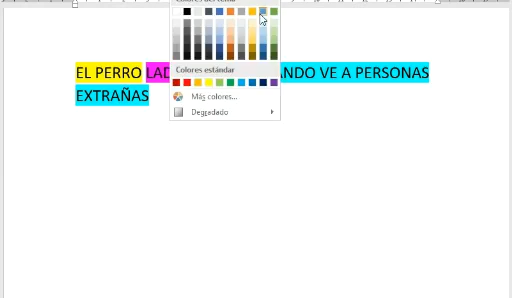 EL PERRO LAD
ANDO VE A PERSONAS
EXTRAÑAS
Colores estándar
Más colores...
Degradado